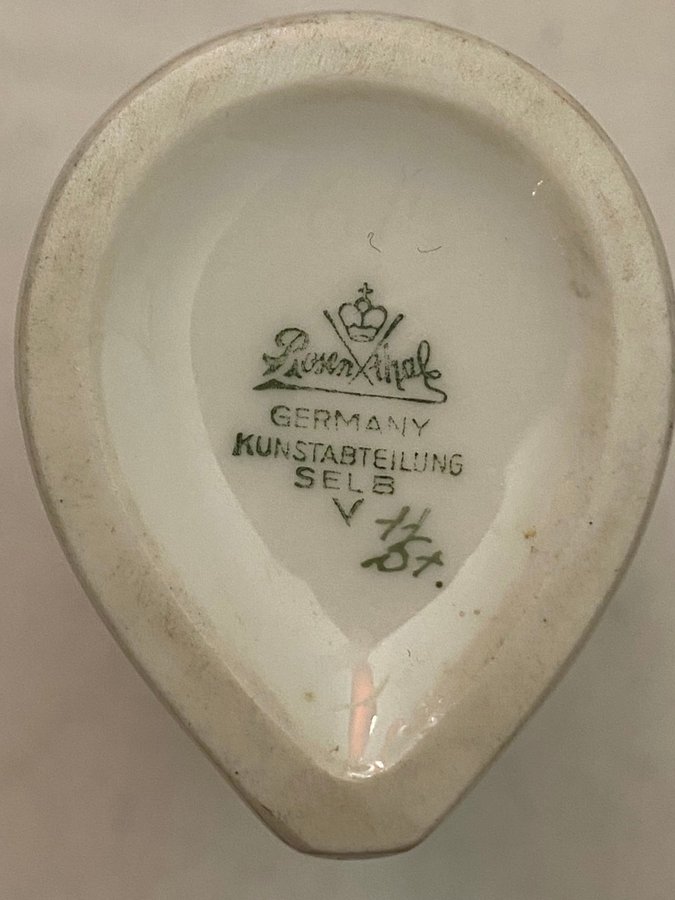 Rosenthal
GERMANY
KUNSTABTEILUNG
SELB
V